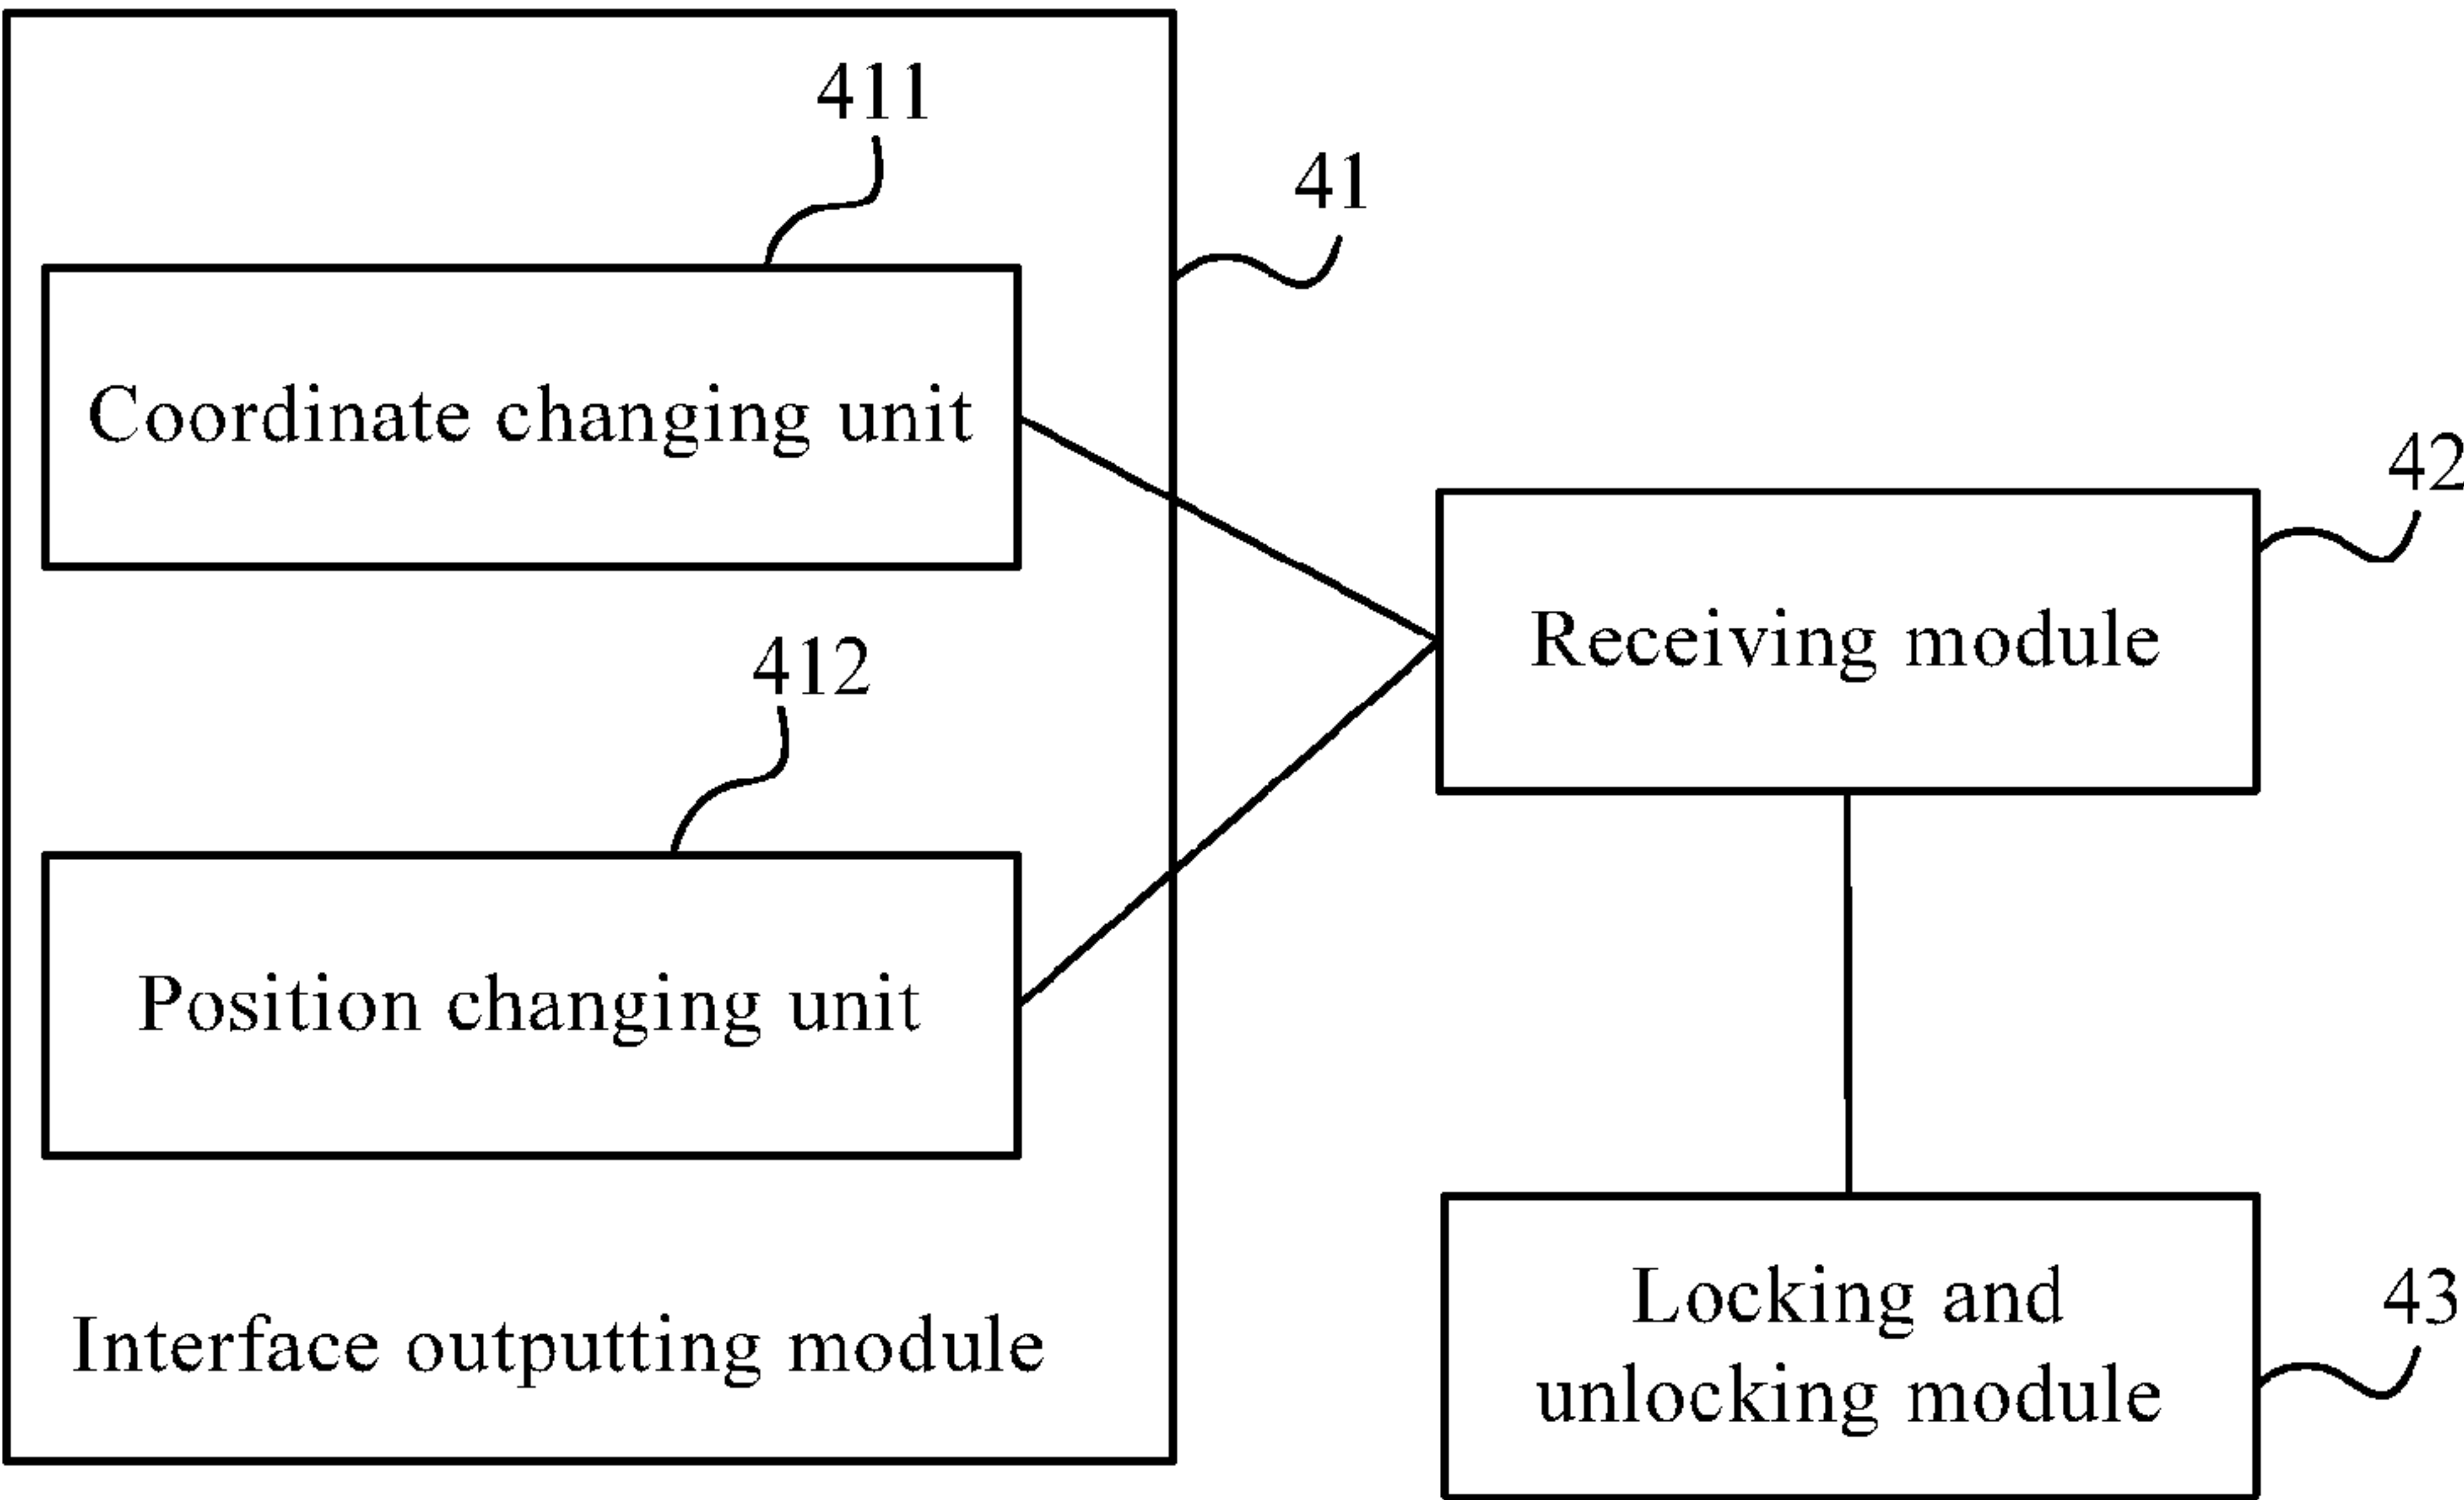 411
41
Coordinate changing unit
42
Receiving module
412
Position changing unit
Locking and
unlocking module
43
Interface outputting module